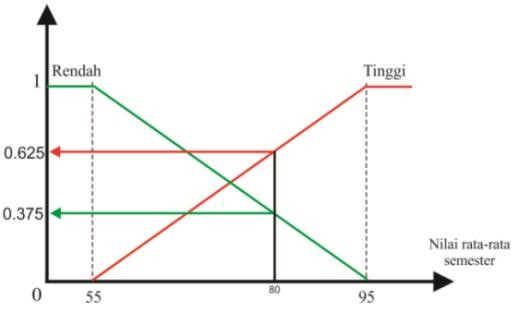 Rendah
Tinggi
1
0.625
0.375
Nilai rata-rata
semester
0
55
80
95